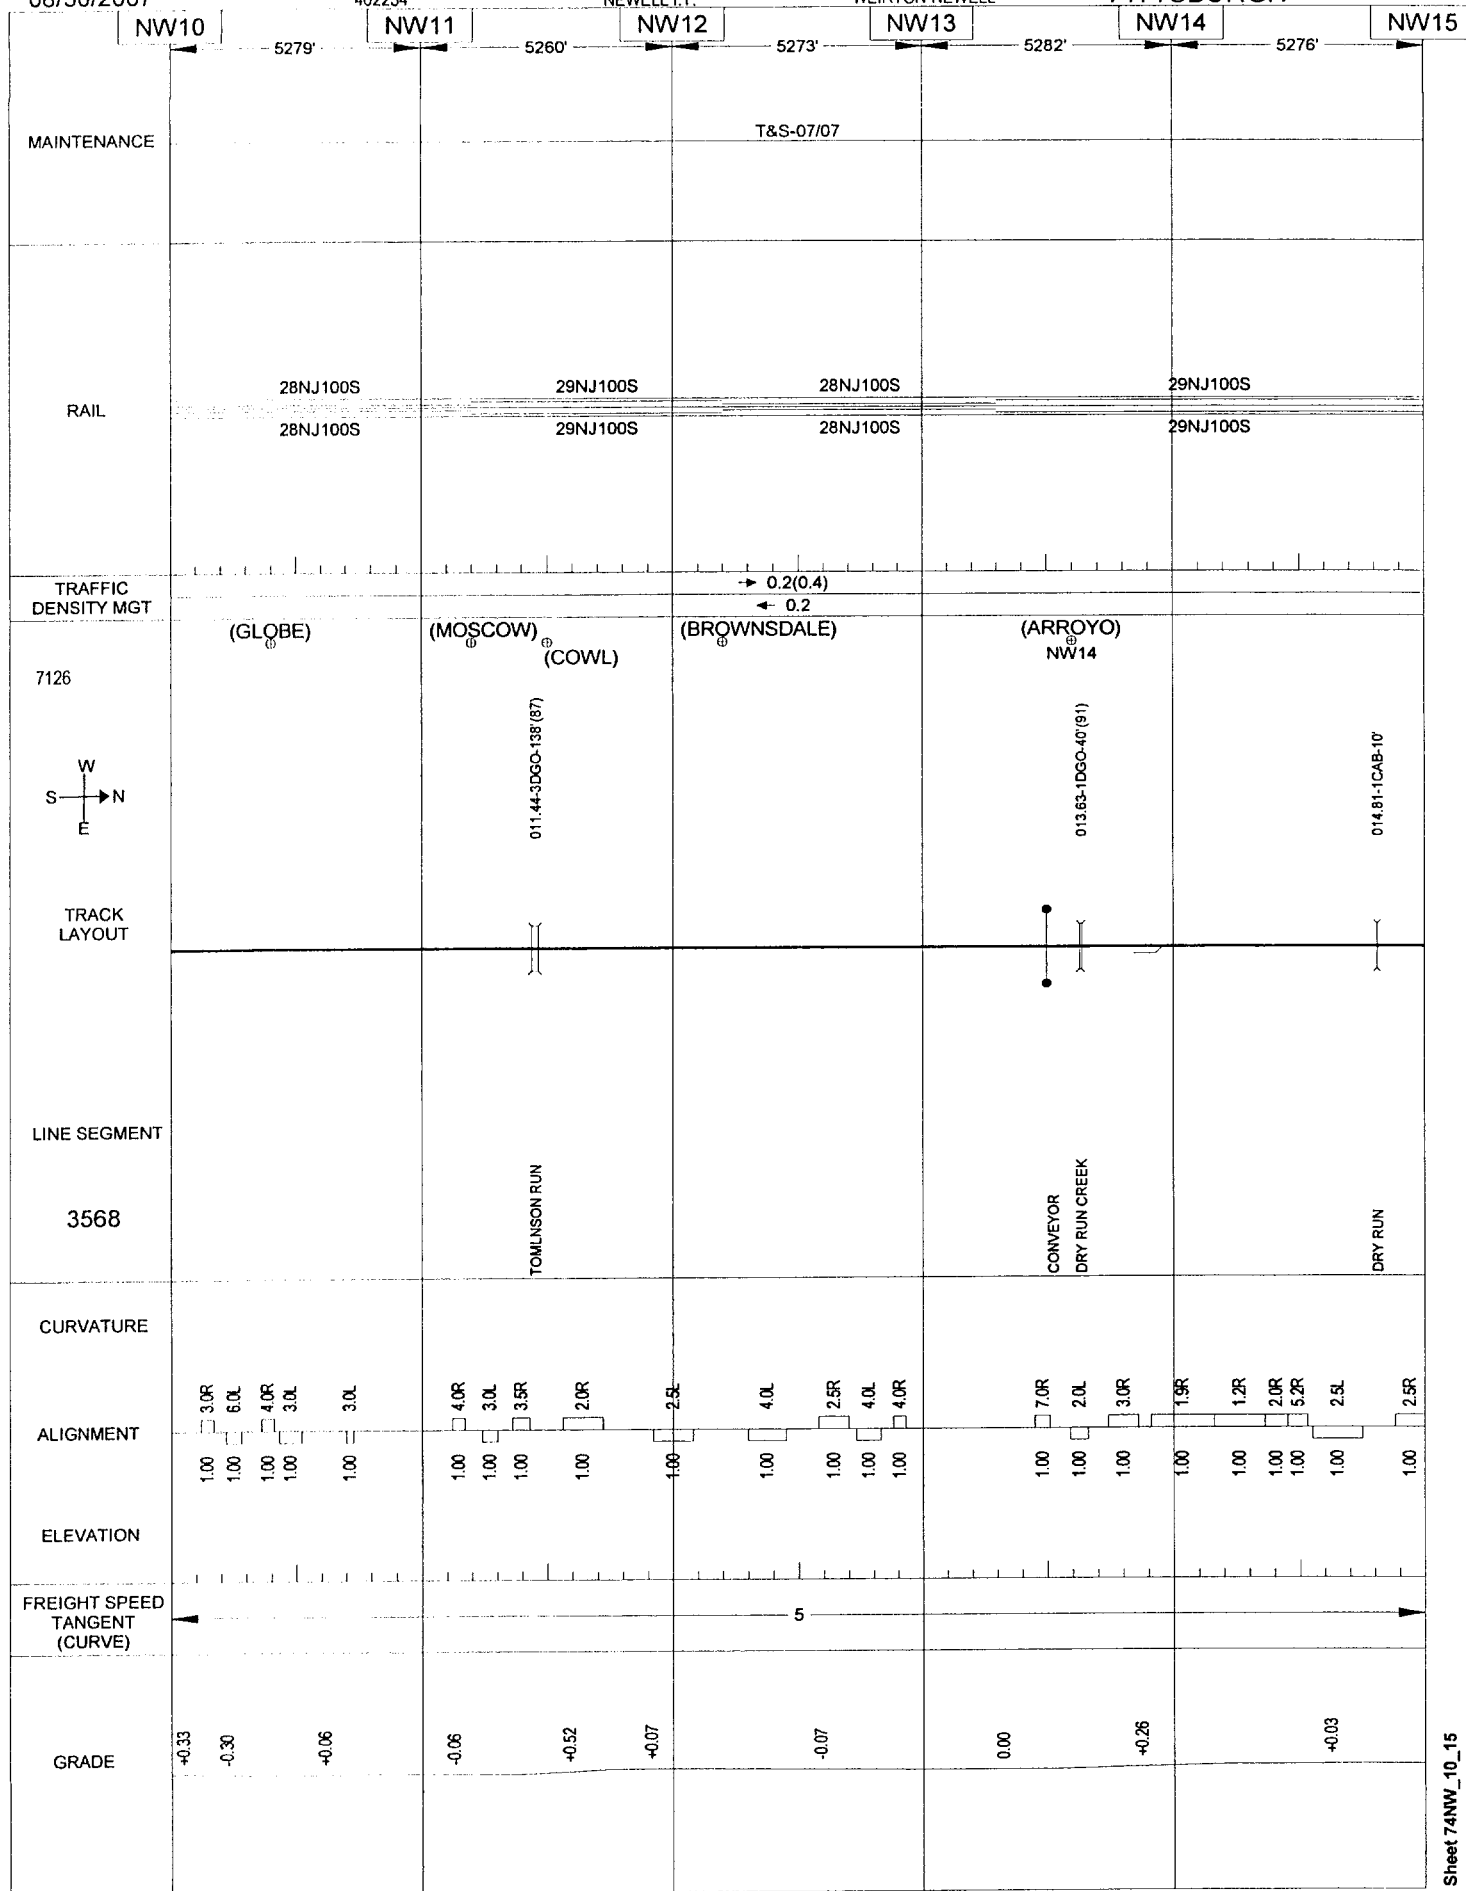 NW10 NW11 NW12 NW13 NW14 NW15
5279' 5260' 5273' 5282' 5276'
MAINTENANCE
T&S-07/07
28NJ100S 29NJ100S 28NJ100S 29NJ100S
RAIL
28NJ100S 29NJ100S 28NJ100S 29NJ100S
TRAFFIC
DENSITY MGT
0.2(0.4)
0.2
(GLOBE) (MOSCOW) (BROWNSDALE) (ARROYO)
(COWL) NW14
7126
011.44-3DGO-138'(87)
013.63-1DGO-40'(91)
014.81-1CAB-10'
W
S N
E
TRACK
LAYOUT
LINE SEGMENT
3568
TOMLNSON RUN
CONVEYOR
DRY RUN CREEK
DRY RUN
CURVATURE
3.0R 6.0L 4.0R 3.0L 3.0L 4.0R 3.0L 3.5R 2.0R 2.5L 4.0L 2.5R 4.0L 4.0R 7.0R 2.0L 3.0R 1.9R 1.2R 2.0R 5.2R 2.5L 2.5R
ALIGNMENT
1.00 1.00 1.00 1.00 1.00 1.00 1.00 1.00 1.00 1.00 1.00 1.00 1.00 1.00 1.00 1.00 1.00 1.00 1.00 1.00 1.00 1.00 1.00
ELEVATION
FREIGHT SPEED
TANGENT
(CURVE)
5
GRADE
+0.33 -0.30 +0.06 -0.06 +0.52 +0.07 -0.07 0.00 +0.26 +0.03
Sheet 74NW_10_15